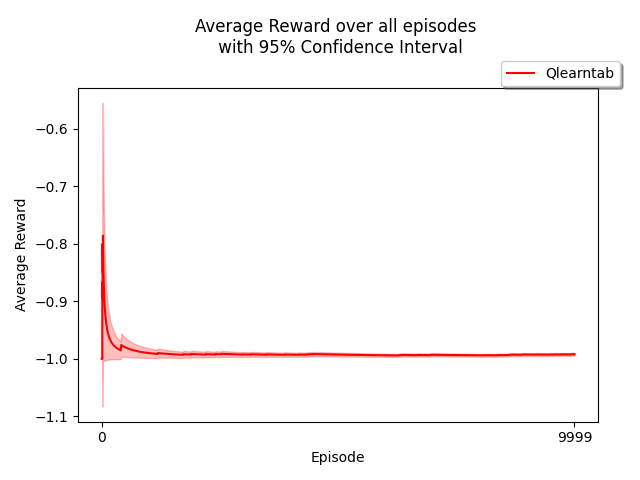 Average Reward over all episodes
with 95% Confidence Interval
Qlearntab
−0.6
−0.7
−0.8
−0.9
−1.0
−1.1
Average Reward
0
9999
Episode